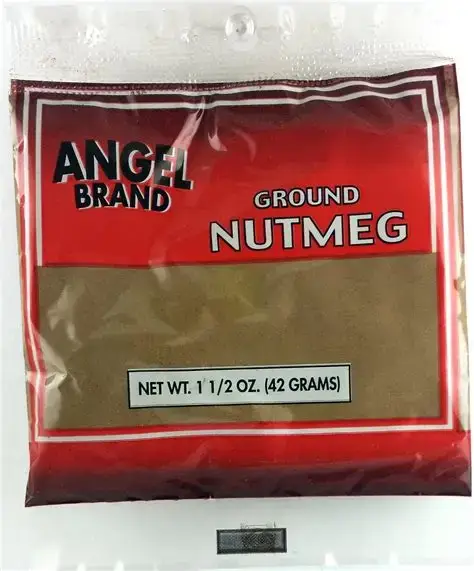 ANGEL
BRAND
GROUND
NUTMEG
NET WT. 1 1/2 OZ. (42 GRAMS)